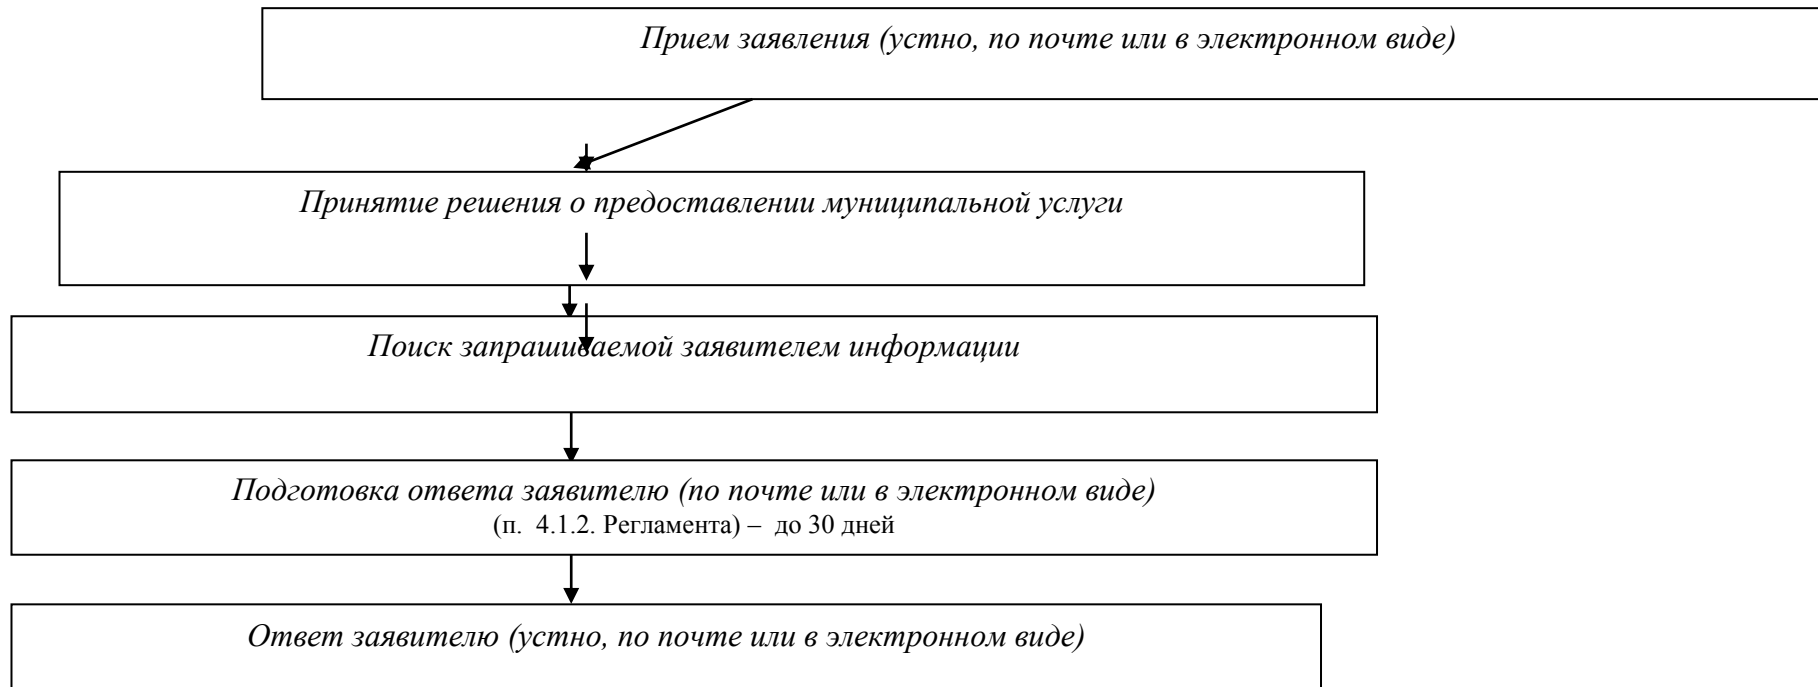 Прием заявления (устно, по почте или в электронном виде)
Принятие решения о предоставлении муниципальной услуги
Поиск запрашиваемой заявителем информации
Подготовка ответа заявителю (по почте или в электронном виде)
(п. 4.1.2. Регламента) – до 30 дней
Ответ заявителю (устно, по почте или в электронном виде)